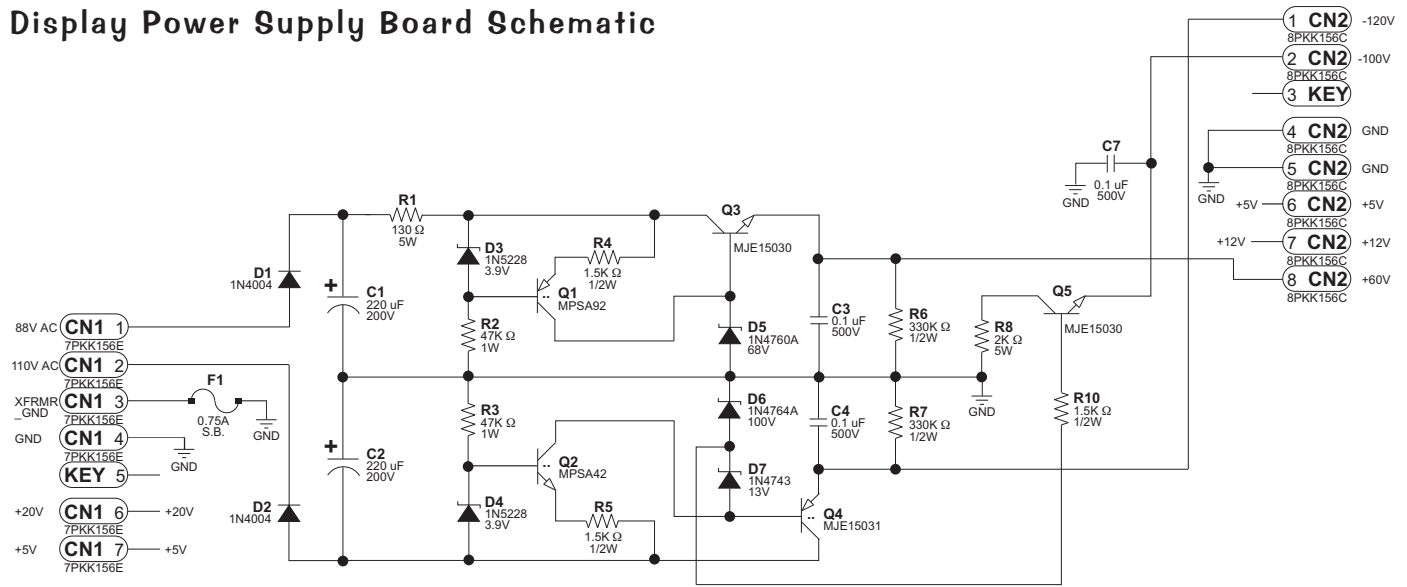 Display Power Supply Board Schematic
1 CN2 -120V
8PKK156C
2 CN2 -100V
8PKK156C
3 KEY
4 CN2 GND
8PKK156C
5 CN2 GND
8PKK156C
GND
+5V 6 CN2 +5V
8PKK156C
+12V 7 CN2 +12V
8PKK156C
8 CN2 +60V
8PKK156C
C7
0.1 uF
500V
GND
R1
130 Ω
5W
Q3
MJE15030
D3
1N5228
3.9V
R4
1.5K Ω
1/2W
D1
1N4004
+
C1
220 uF
200V
Q1
MPSA92
Q5
MJE15030
88V AC CN1 1
7PKK156E
R2
47K Ω
1W
D5
1N4760A
68V
C3
0.1 uF
500V
R6
330K Ω
1/2W
R8
2K Ω
5W
110V AC CN1 2
7PKK156E
XFRMR
_GND
CN1 3
7PKK156E
F1
0.75A
S.B.
GND
R3
47K Ω
1W
D6
1N4764A
100V
C4
0.1 uF
500V
R7
330K Ω
1/2W
GND
R10
1.5K Ω
1/2W
GND CN1 4
7PKK156E
GND
KEY 5
+
C2
220 uF
200V
Q2
MPSA42
D7
1N4743
13V
D2
1N4004
D4
1N5228
3.9V
R5
1.5K Ω
1/2W
Q4
MJE15031
+20V CN1 6 +20V
7PKK156E
+5V CN1 7 +5V
7PKK156E